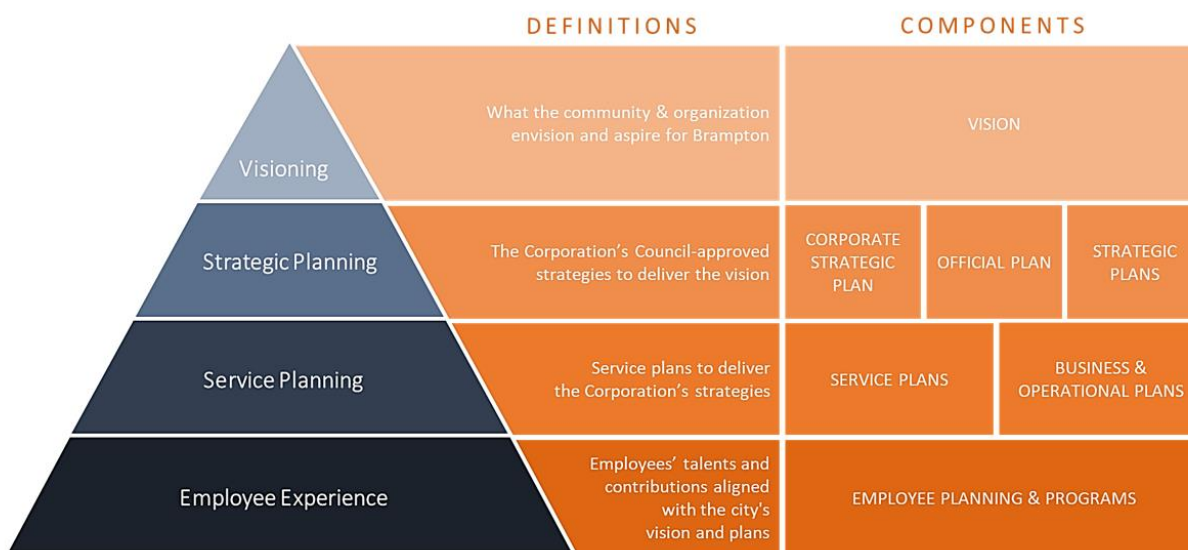 DEFINITIONS
COMPONENTS
Visioning
What the community & organization
envision and aspire for Brampton
VISION
Strategic Planning
The Corporation's Council-approved
strategies to deliver the vision
CORPORATE
STRATEGIC
PLAN
OFFICIAL PLAN
STRATEGIC
PLANS
Service Planning
Service plans to deliver
the Corporation's strategies
SERVICE PLANS
BUSINESS &
OPERATIONAL PLANS
Employee Experience
Employees' talents and
contributions aligned
with the city's
vision and plans
EMPLOYEE PLANNING & PROGRAMS